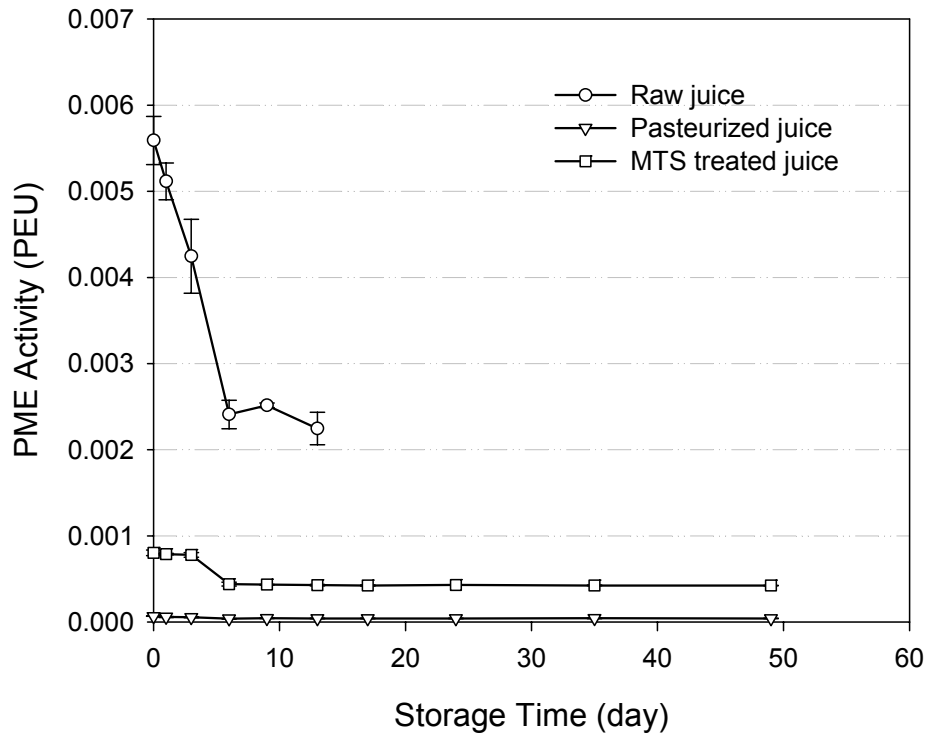 0.007
0.006
0.005
0.004
0.003
0.002
0.001
0.000
PME Activity (PEU)
Raw juice
Pasteurized juice
MTS treated juice
0 10 20 30 40 50 60
Storage Time (day)